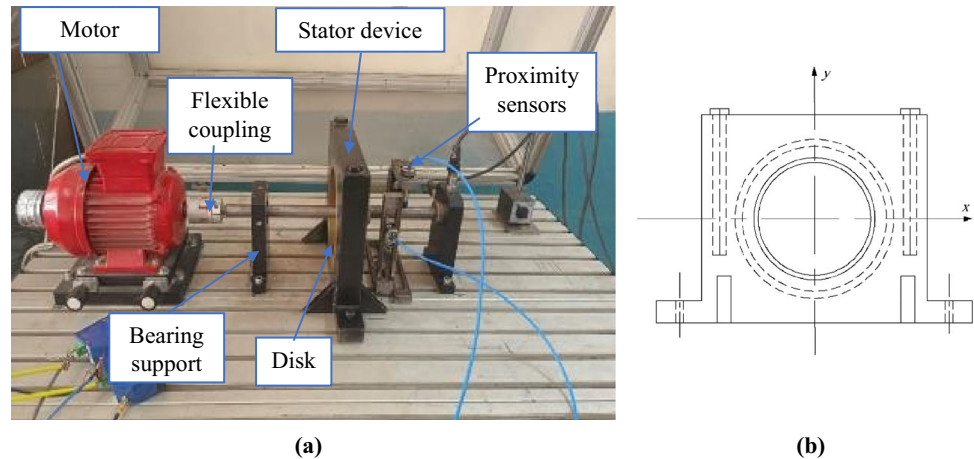 Motor
Stator device
Proximity
sensors
Flexible
coupling
Bearing
support
Disk
(a)
y
x
(b)